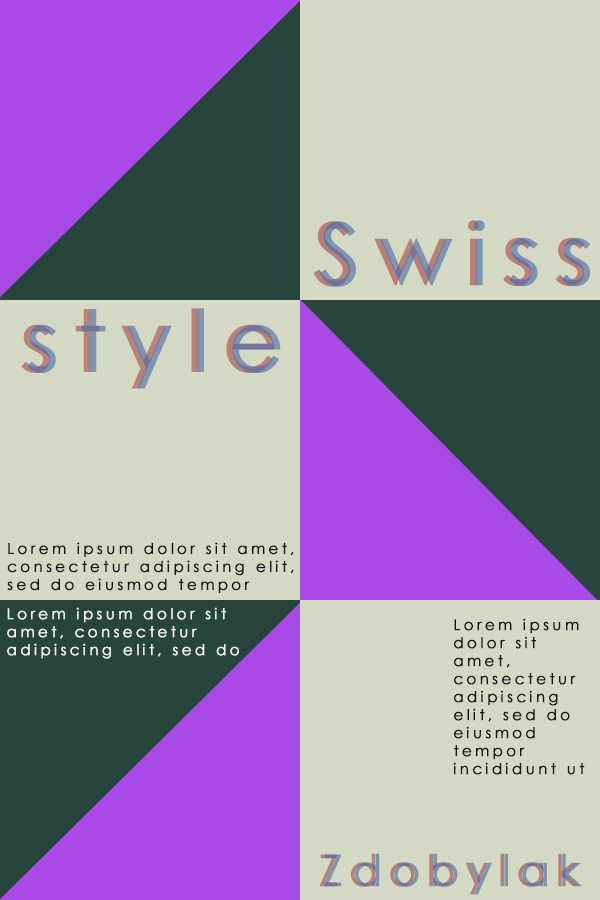 Swiss
style
Lorem ipsum dolor sit amet,
consectetur adipiscing elit,
sed do eiusmod tempor
Lorem ipsum dolor sit
amet, consectetur
adipiscing elit, sed do
Lorem ipsum
dolor sit
amet,
consectetur
adipiscing
elit, sed do
eiusmod
tempor
incididunt ut
Zdobylak